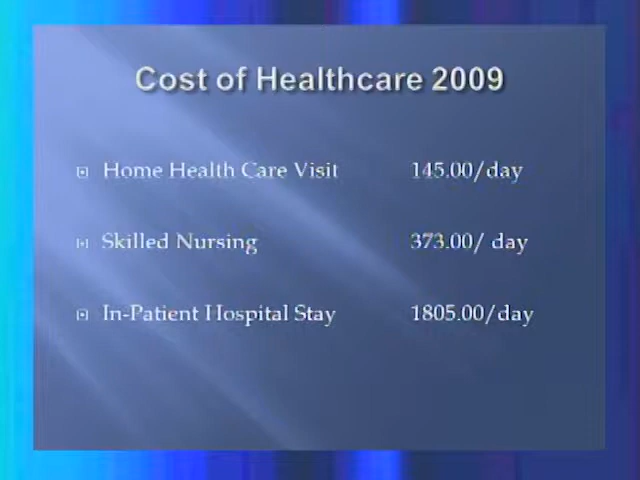 Cost of Healthcare 2009
Home Health Care Visit 145.00/day
Skilled Nursing 373.00/ day
In-Patient Hospital Stay 1805.00/day